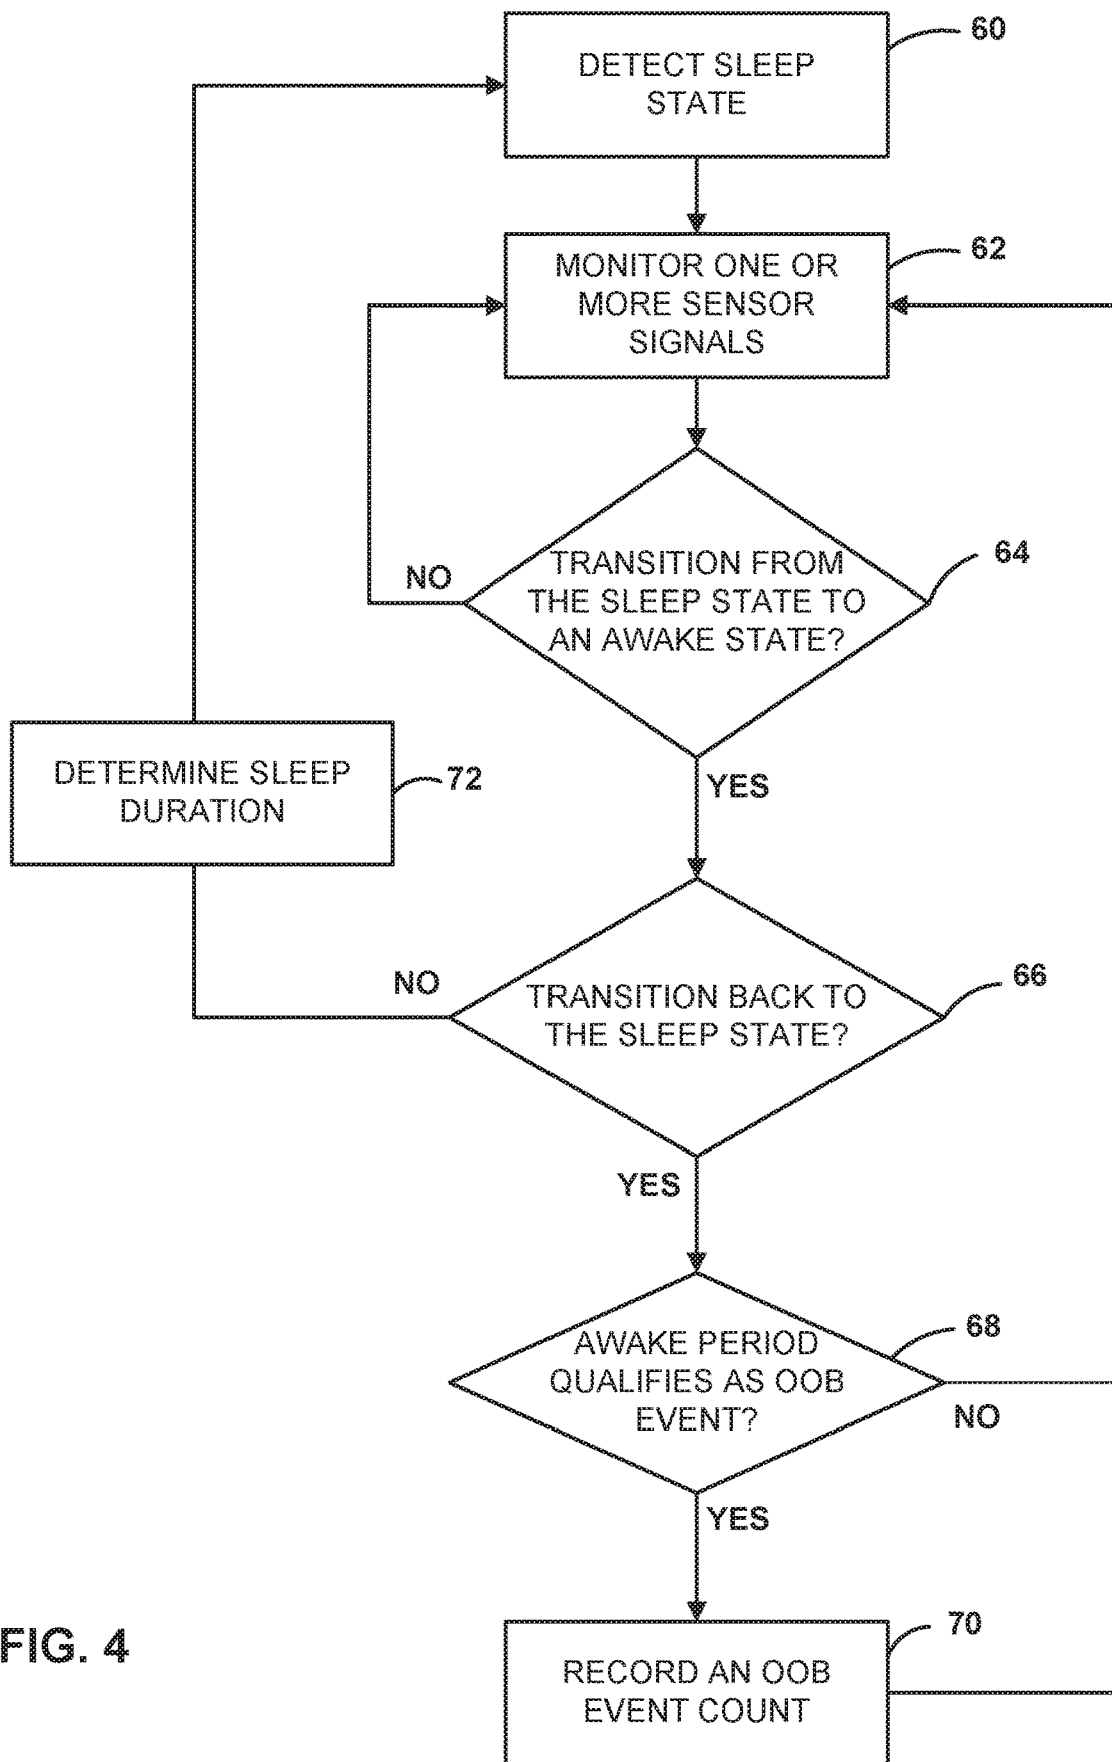 60
DETECT SLEEP
STATE
62
MONITOR ONE OR
MORE SENSOR
SIGNALS
64
TRANSITION FROM
THE SLEEP STATE TO
AN AWAKE STATE?
NO
YES
DETERMINE SLEEP
DURATION
72
66
NO
TRANSITION BACK TO
THE SLEEP STATE?
YES
68
AWAKE PERIOD
QUALIFIES AS OOB
EVENT?
NO
YES
70
RECORD AN OOB
EVENT COUNT
FIG. 4